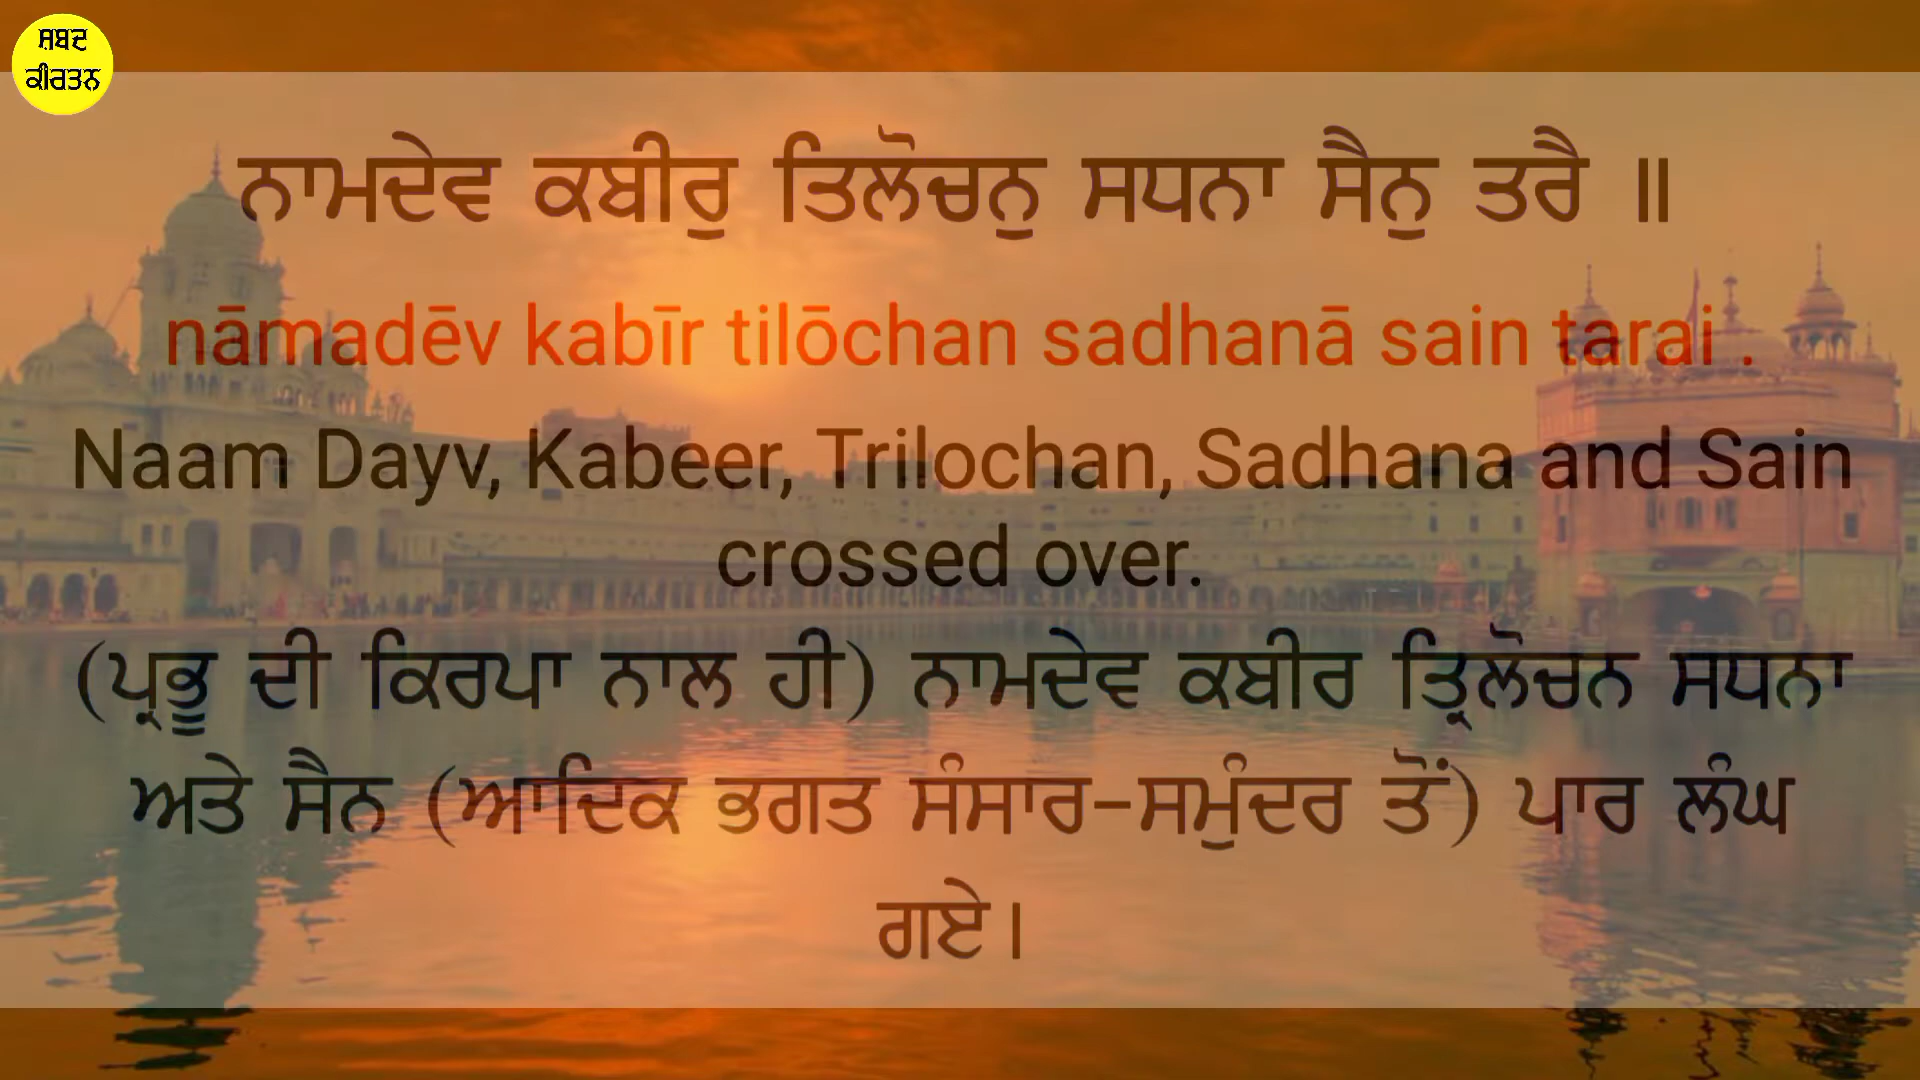 ਸ਼ਬਦ
ਕੀਰਤਨ
ਨਾਮਦੇਵ ਕਬੀਰੁ ਤਿਲੋਚਨੁ ਸਧਨਾ ਸੈਨੁ ਤਰੈ ॥
nāmadēv kabīr tilōchan sadhanā sain tarai .
Naam Dayv, Kabeer, Trilochan, Sadhana and Sain
crossed over.
(ਪ੍ਰਭੂ ਦੀ ਕਿਰਪਾ ਨਾਲ ਹੀ) ਨਾਮਦੇਵ ਕਬੀਰ ਤ੍ਰਿਲੋਚਨ ਸਧਨਾ
ਅਤੇ ਸੈਨ (ਆਦਿਕ ਭਗਤ ਸੰਸਾਰ-ਸਮੁੰਦਰ ਤੋਂ) ਪਾਰ ਲੰਘ
ਗਏ।